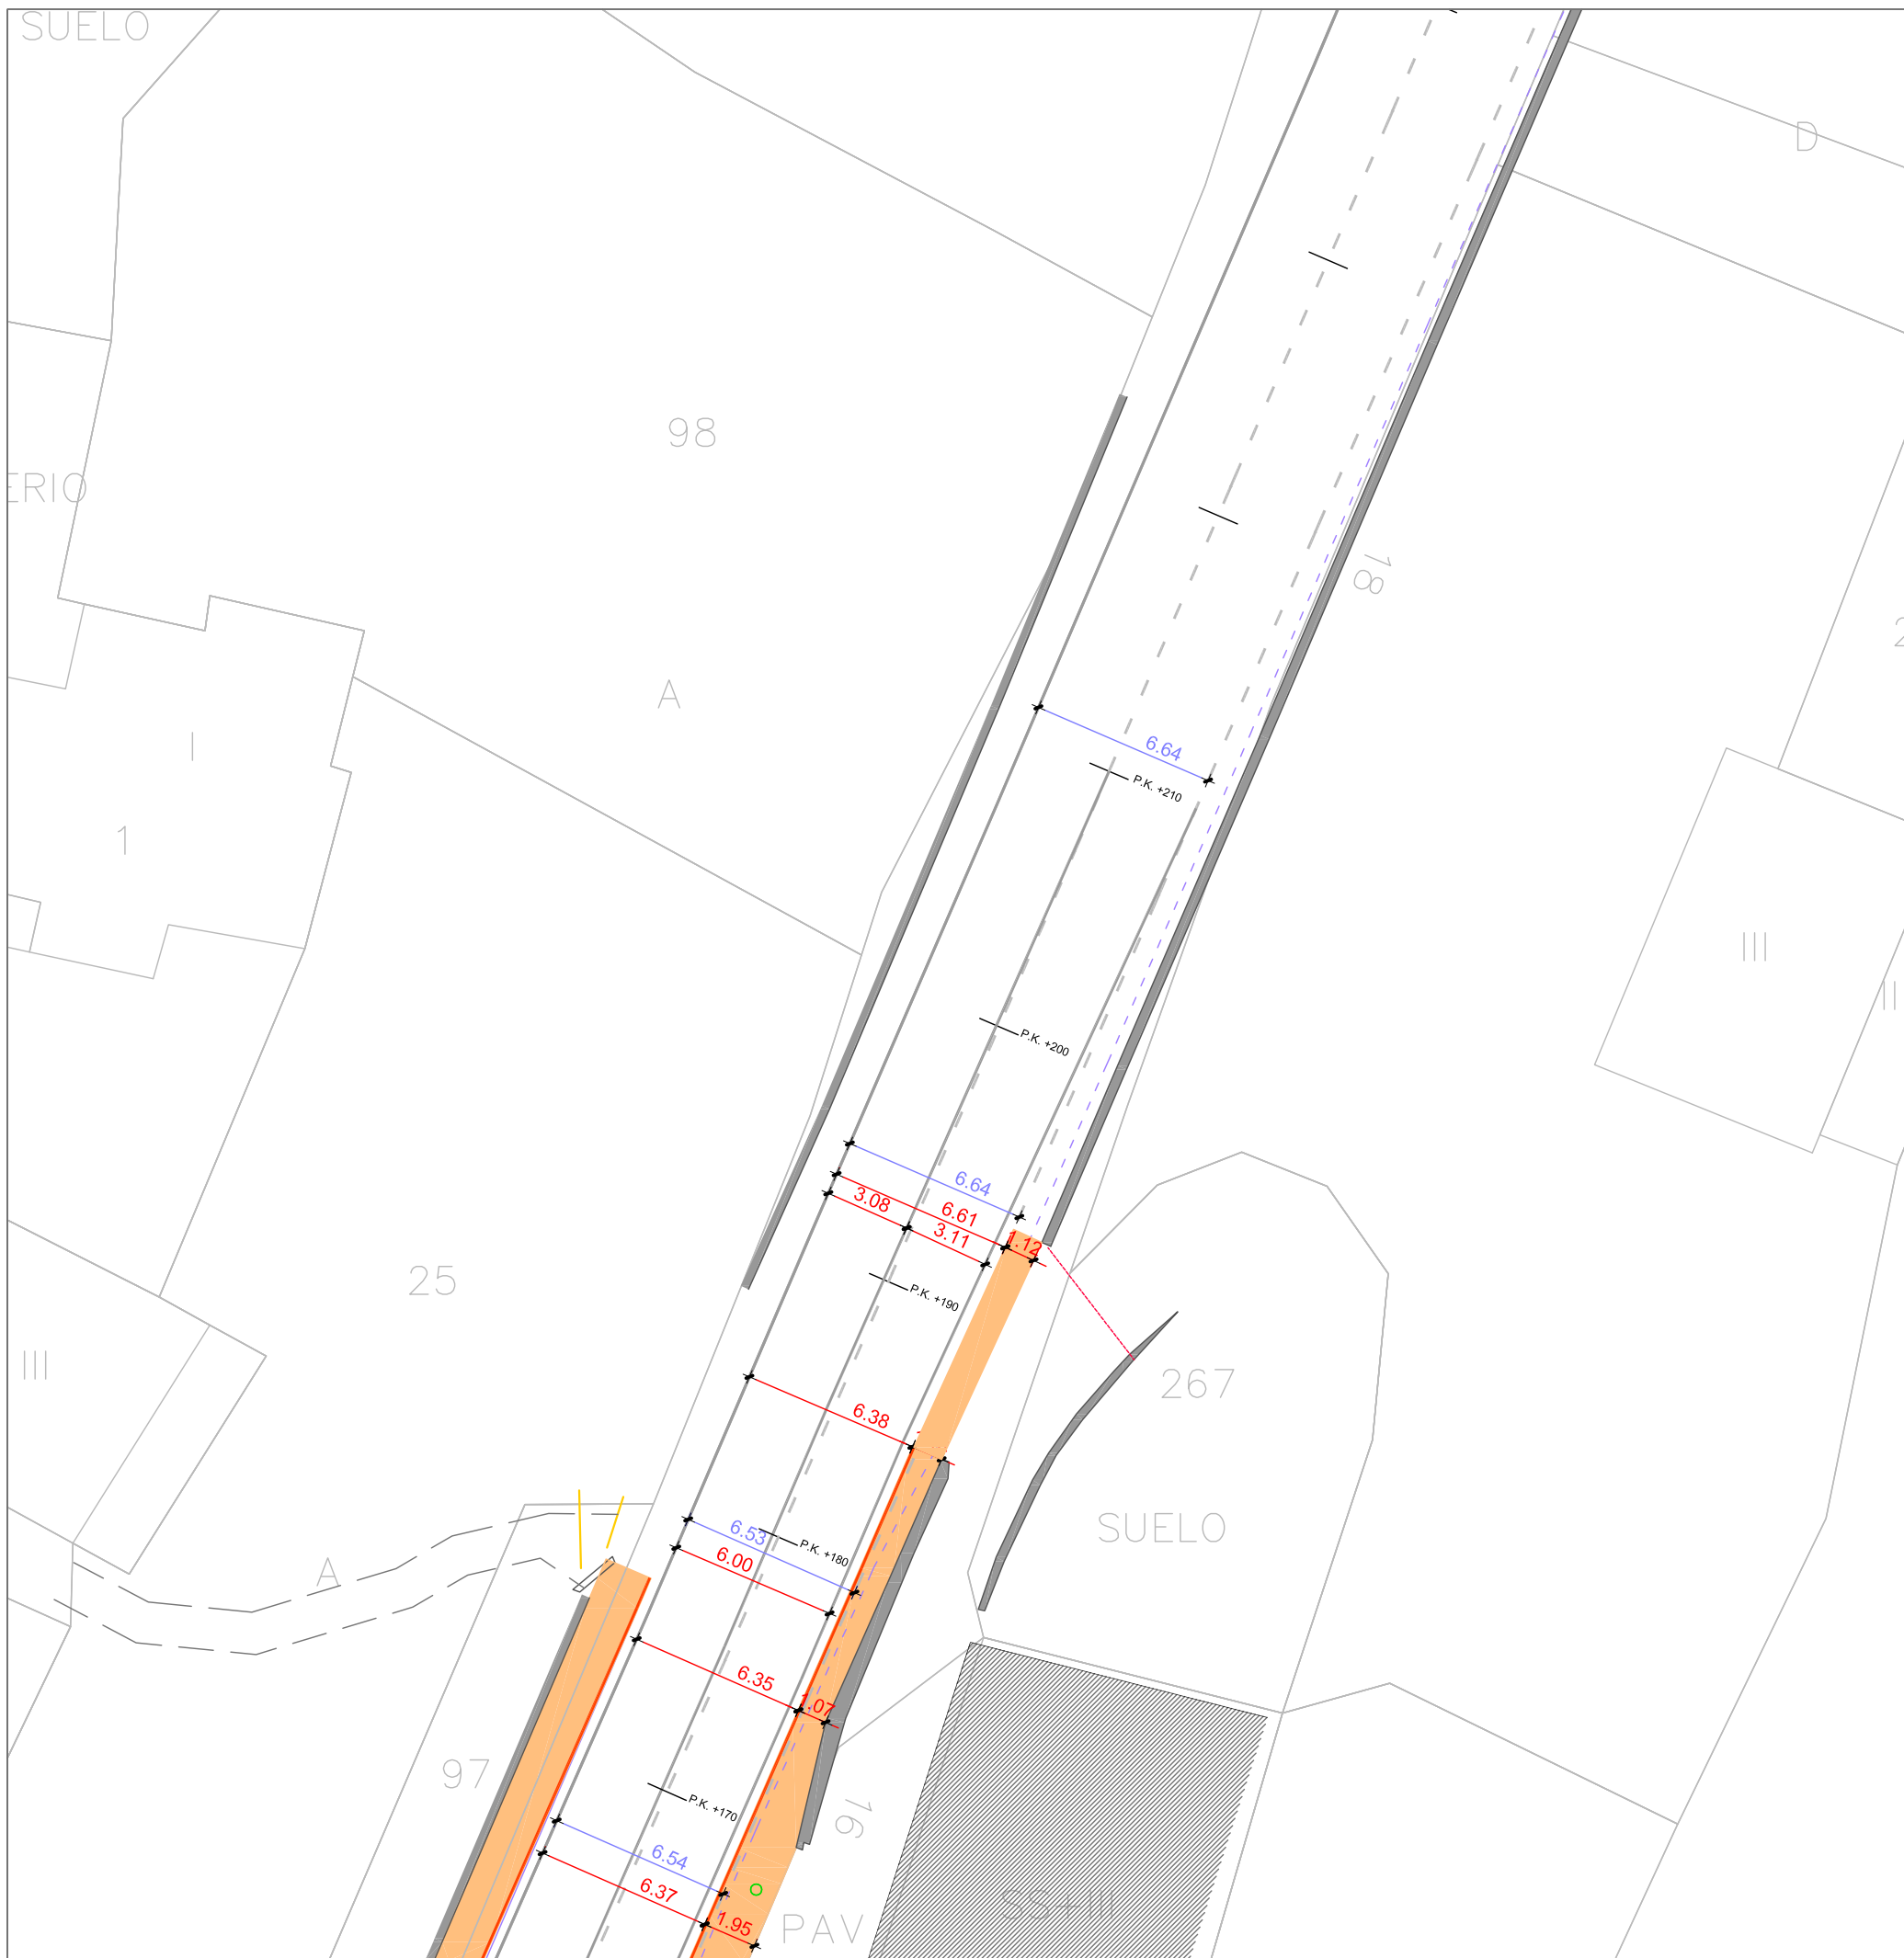 SUELO
D
98
ERIO
18
2
A
I
6.64
P.K. +210
1
III
II
P.K. +200
6.64
3.08
6.61
3.11
1.12
25
P.K. +190
III
267
6.38
SUELO
6.53
P.K. +180
6.00
A
6.35
1.07
97
P.K. +170
16
6.54
6.37
1.95
PAV
SS+III